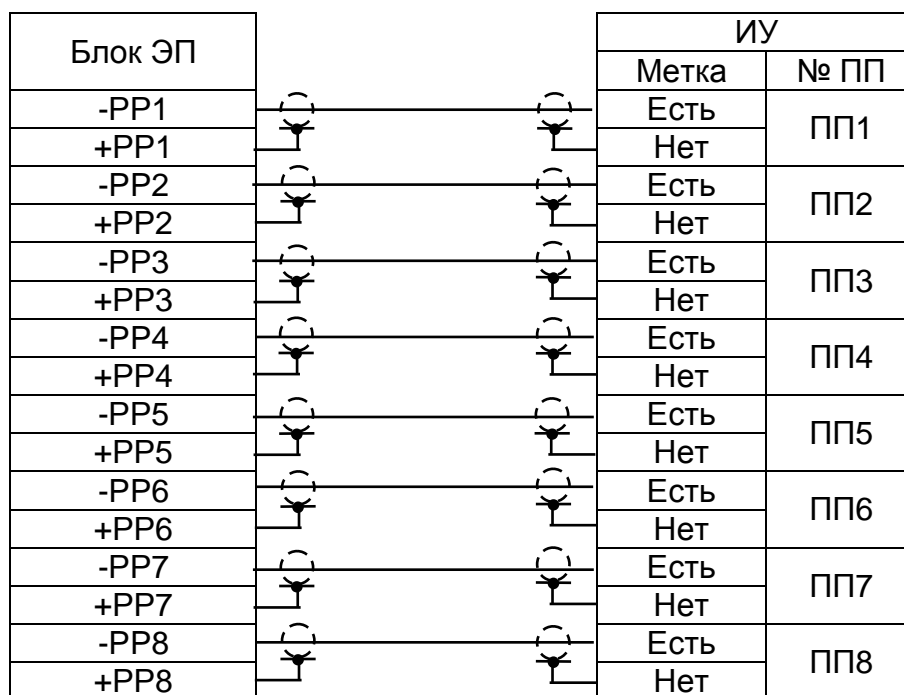 Блок ЭП
ИУ
Метка № ПП
-РР1 Есть ПП1
+РР1 Нет
-РР2 Есть ПП2
+РР2 Нет
-РР3 Есть ПП3
+РР3 Нет
-РР4 Есть ПП4
+РР4 Нет
-РР5 Есть ПП5
+РР5 Нет
-РР6 Есть ПП6
+РР6 Нет
-РР7 Есть ПП7
+РР7 Нет
-РР8 Есть ПП8
+РР8 Нет